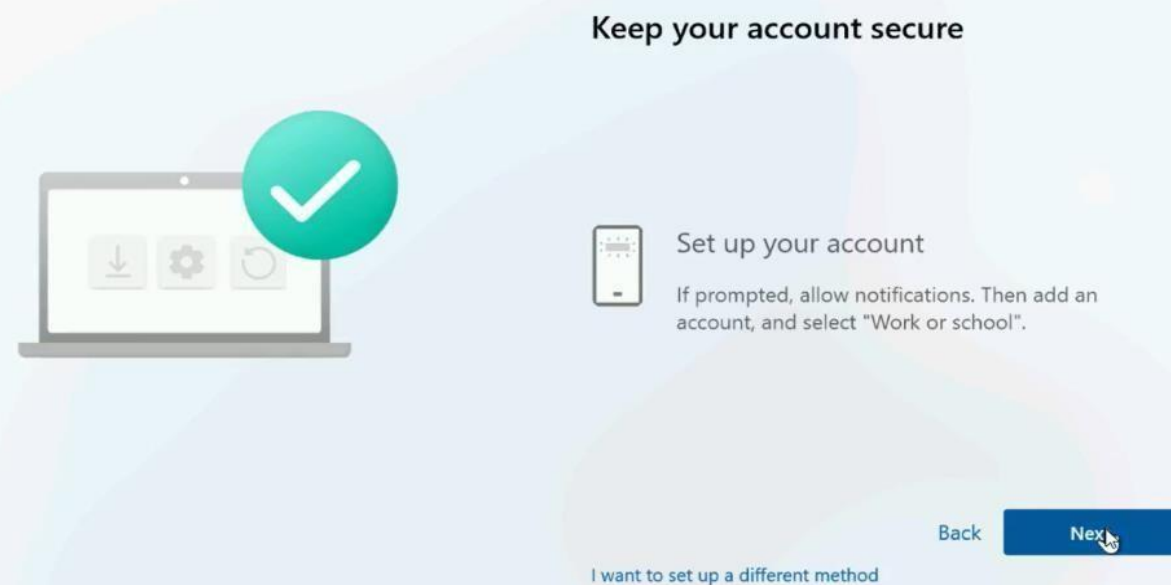 Keep your account secure
Set up your account
If prompted, allow notifications. Then add an
account, and select "Work or school".
Back
Next
I want to set up a different method